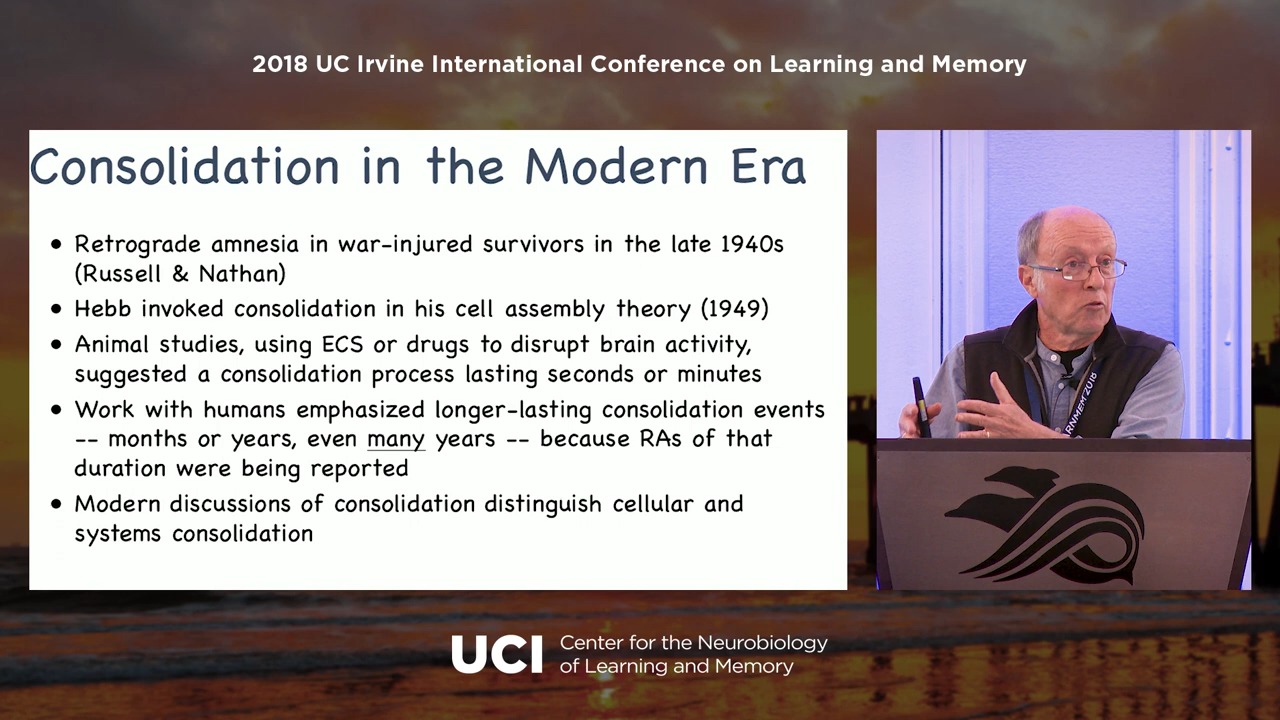 2018 UC Irvine International Conference on Learning and Memory
Consolidation in the Modern Era
• Retrograde amnesia in war-injured survivors in the late 1940s
(Russell & Nathan)
• Hebb invoked consolidation in his cell assembly theory (1949)
• Animal studies, using ECS or drugs to disrupt brain activity,
suggested a consolidation process lasting seconds or minutes
• Work with humans emphasized longer-lasting consolidation events
-- months or years, even many years -- because RAs of that
duration were being reported
• Modern discussions of consolidation distinguish cellular and
systems consolidation
RNMEM 2018
UCI Center for the Neurobiology
of Learning and Memory